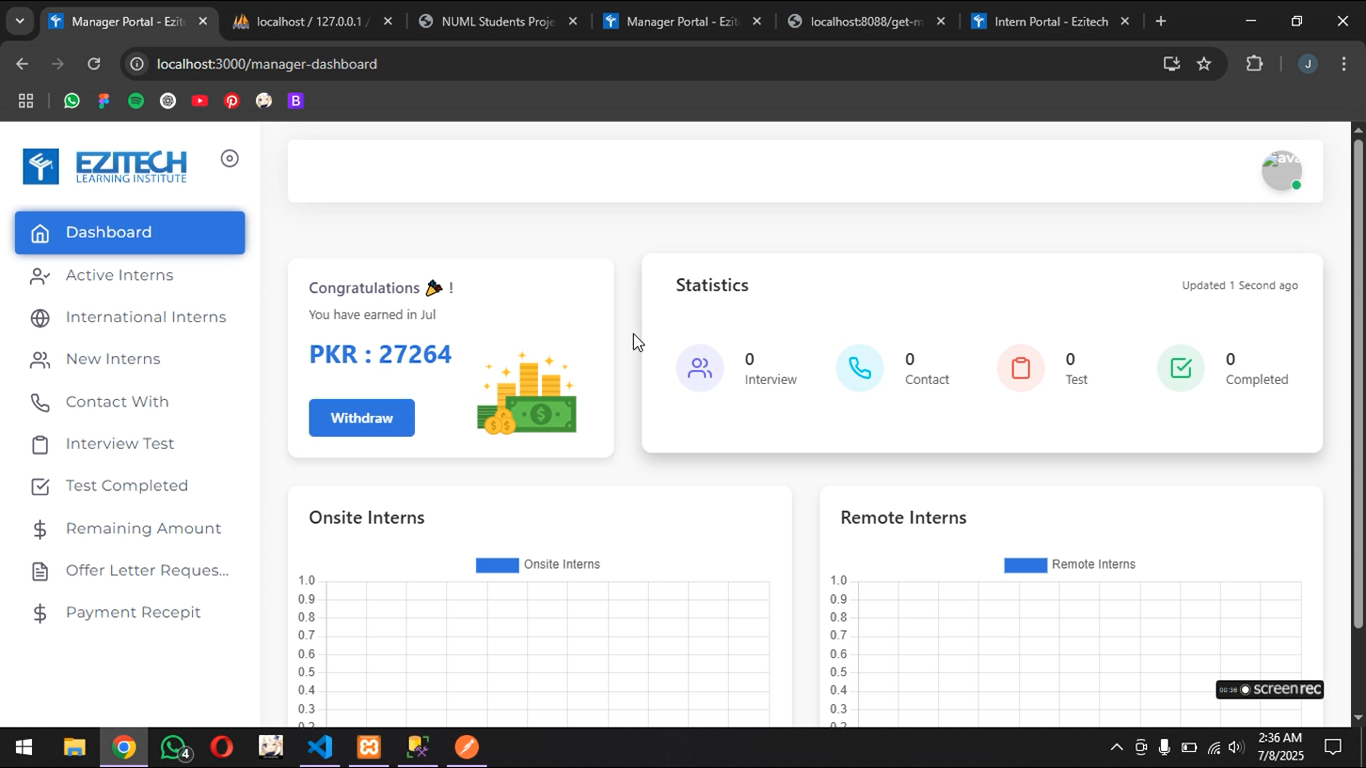 Manager Portal - Ezit
localhost / 127.0.0.1 /
NUML Students Proje
Manager Portal - Ezit
localhost:8088/get-m
Intern Portal - Ezitech
localhost:3000/manager-dashboard
J
B
EZITECH
LEARNING INSTITUTE
ava
Dashboard
Active Interns
International Interns
New Interns
Contact With
Interview Test
Test Completed
Remaining Amount
Offer Letter Reques...
Payment Recepit
Congratulations 🎉 !
You have earned in Jul
PKR : 27264
Withdraw
Statistics
Updated 1 Second ago
0
Interview
0
Contact
0
Test
0
Completed
Onsite Interns
Onsite Interns
1.0
0.9
0.8
0.7
0.6
0.5
0.4
0.3
0.2
Remote Interns
Remote Interns
1.0
0.9
0.8
0.7
0.6
0.5
0.4
0.3
0.2
00:38 screenrec
4
2:36 AM
7/8/2025